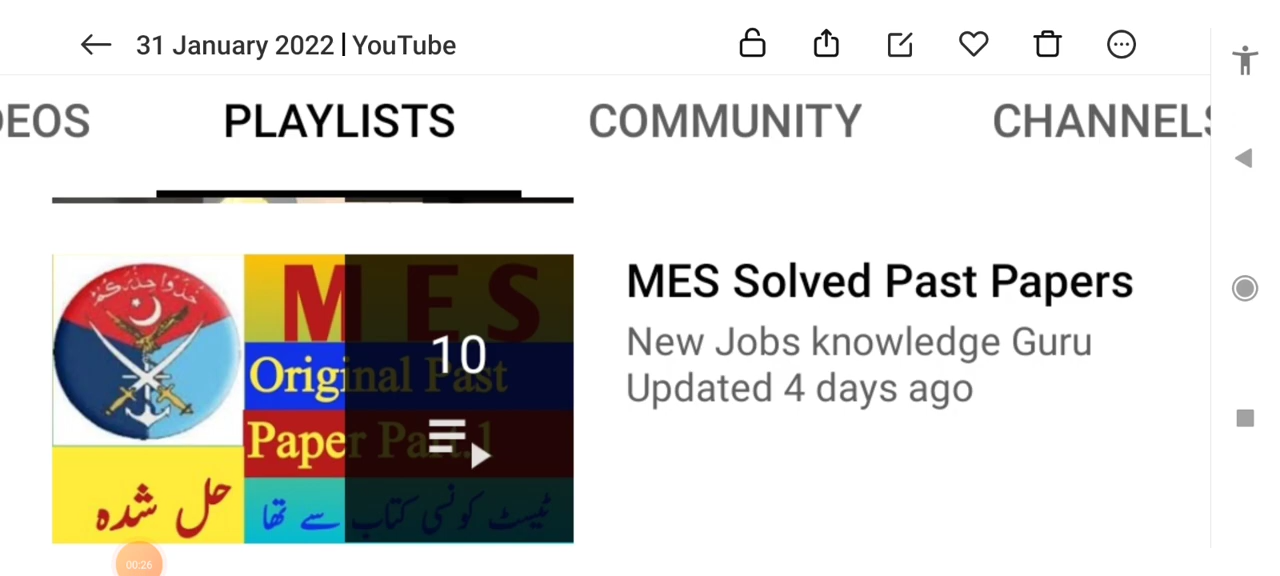 31 January 2022 | YouTube
EOS PLAYLISTS COMMUNITY CHANNELS
MES
10
Original Past
Paper Part.1
حل شدہ
ٹیسٹ کونسی کتاب سے تھا
MES Solved Past Papers
New Jobs knowledge Guru
Updated 4 days ago
00:26